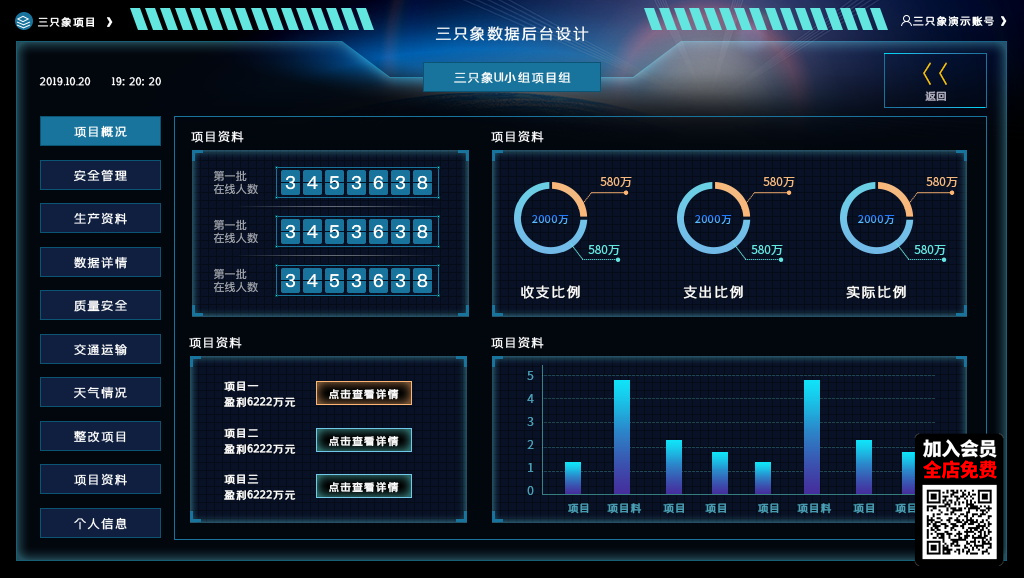 三只象项目
三只象数据后台设计
三只象演示账号
2019.10.20 19: 20: 20
三只象UI小组项目组
返回
项目概况
安全管理
生产资料
数据详情
质量安全
交通运输
天气情况
整改项目
项目资料
个人信息
项目资料
第一批
在线人数
3453638
第一批
在线人数
3453638
第一批
在线人数
3453638
项目资料
580万
2000万
580万
收支比例
580万
2000万
580万
支出比例
580万
2000万
580万
实际比例
项目资料
项目一
盈利6222万元
点击查看详情
项目二
盈利6222万元
点击查看详情
项目三
盈利6222万元
点击查看详情
项目资料
5
4
3
2
1
0
项目 项目料 项目 项目 项目 项目料 项目 项目
加入会员
全店免费